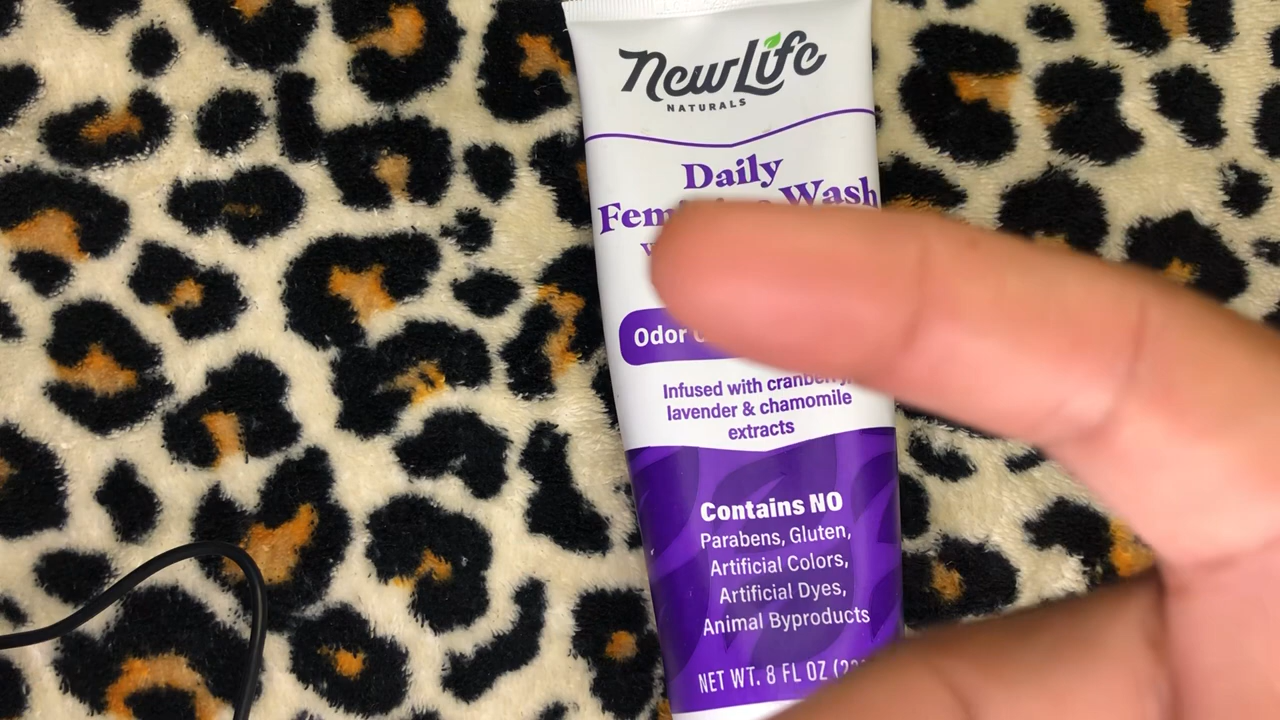 NewLife
NATURALS
Daily
Wash
Odor
Infused with cranberry,
lavender & chamomile
extracts
Contains NO
Parabens, Gluten,
Artificial Colors,
Artificial Dyes,
Animal Byproducts
NET WT. 8 FL OZ